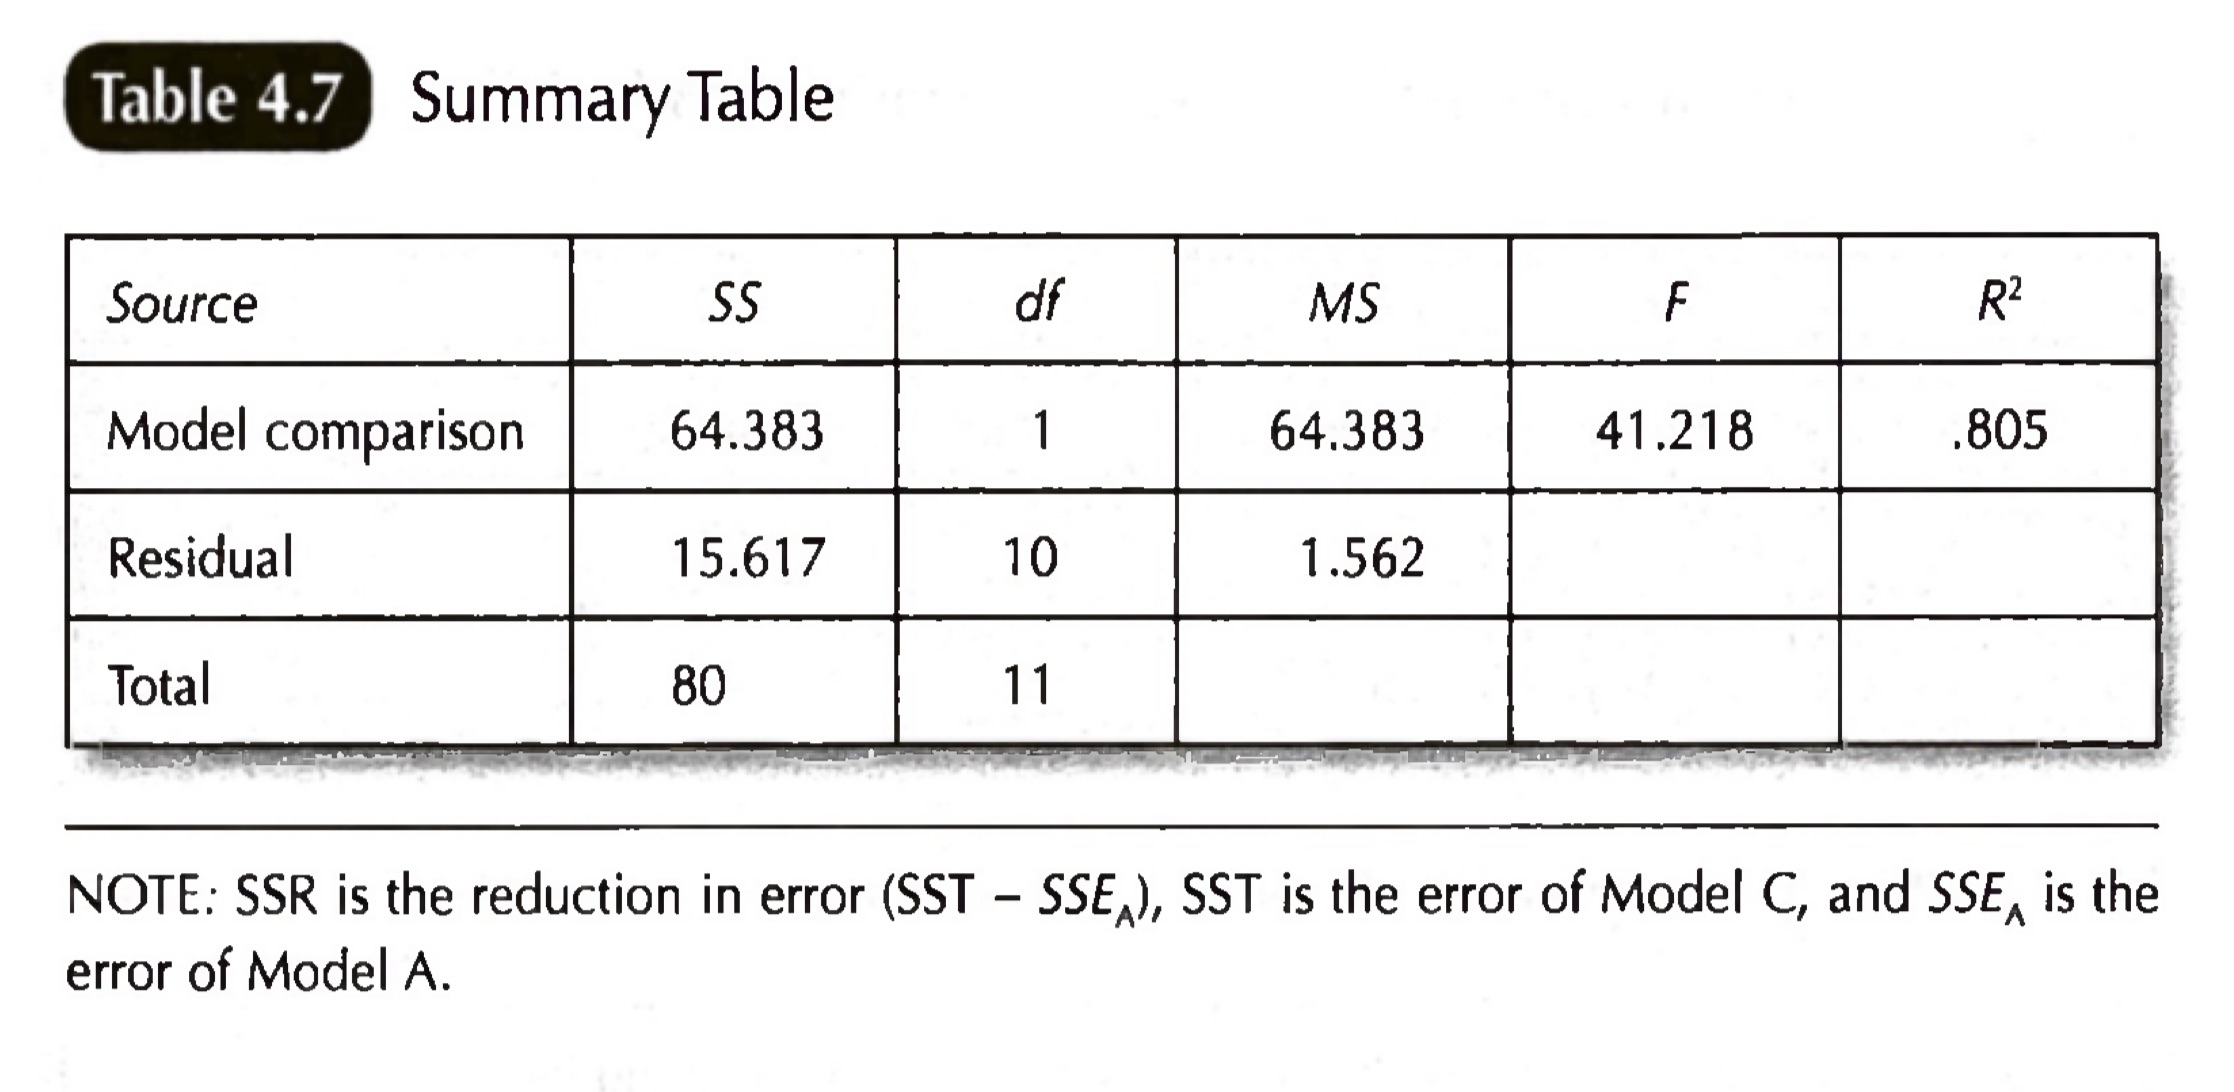 Table 4.7 Summary Table
Source SS df MS F R²
Model comparison 64.383 1 64.383 41.218 .805
Residual 15.617 10 1.562
Total 80 11
NOTE: SSR is the reduction in error (SST – SSE_A), SST is the error of Model C, and SSE_A is the
error of Model A.